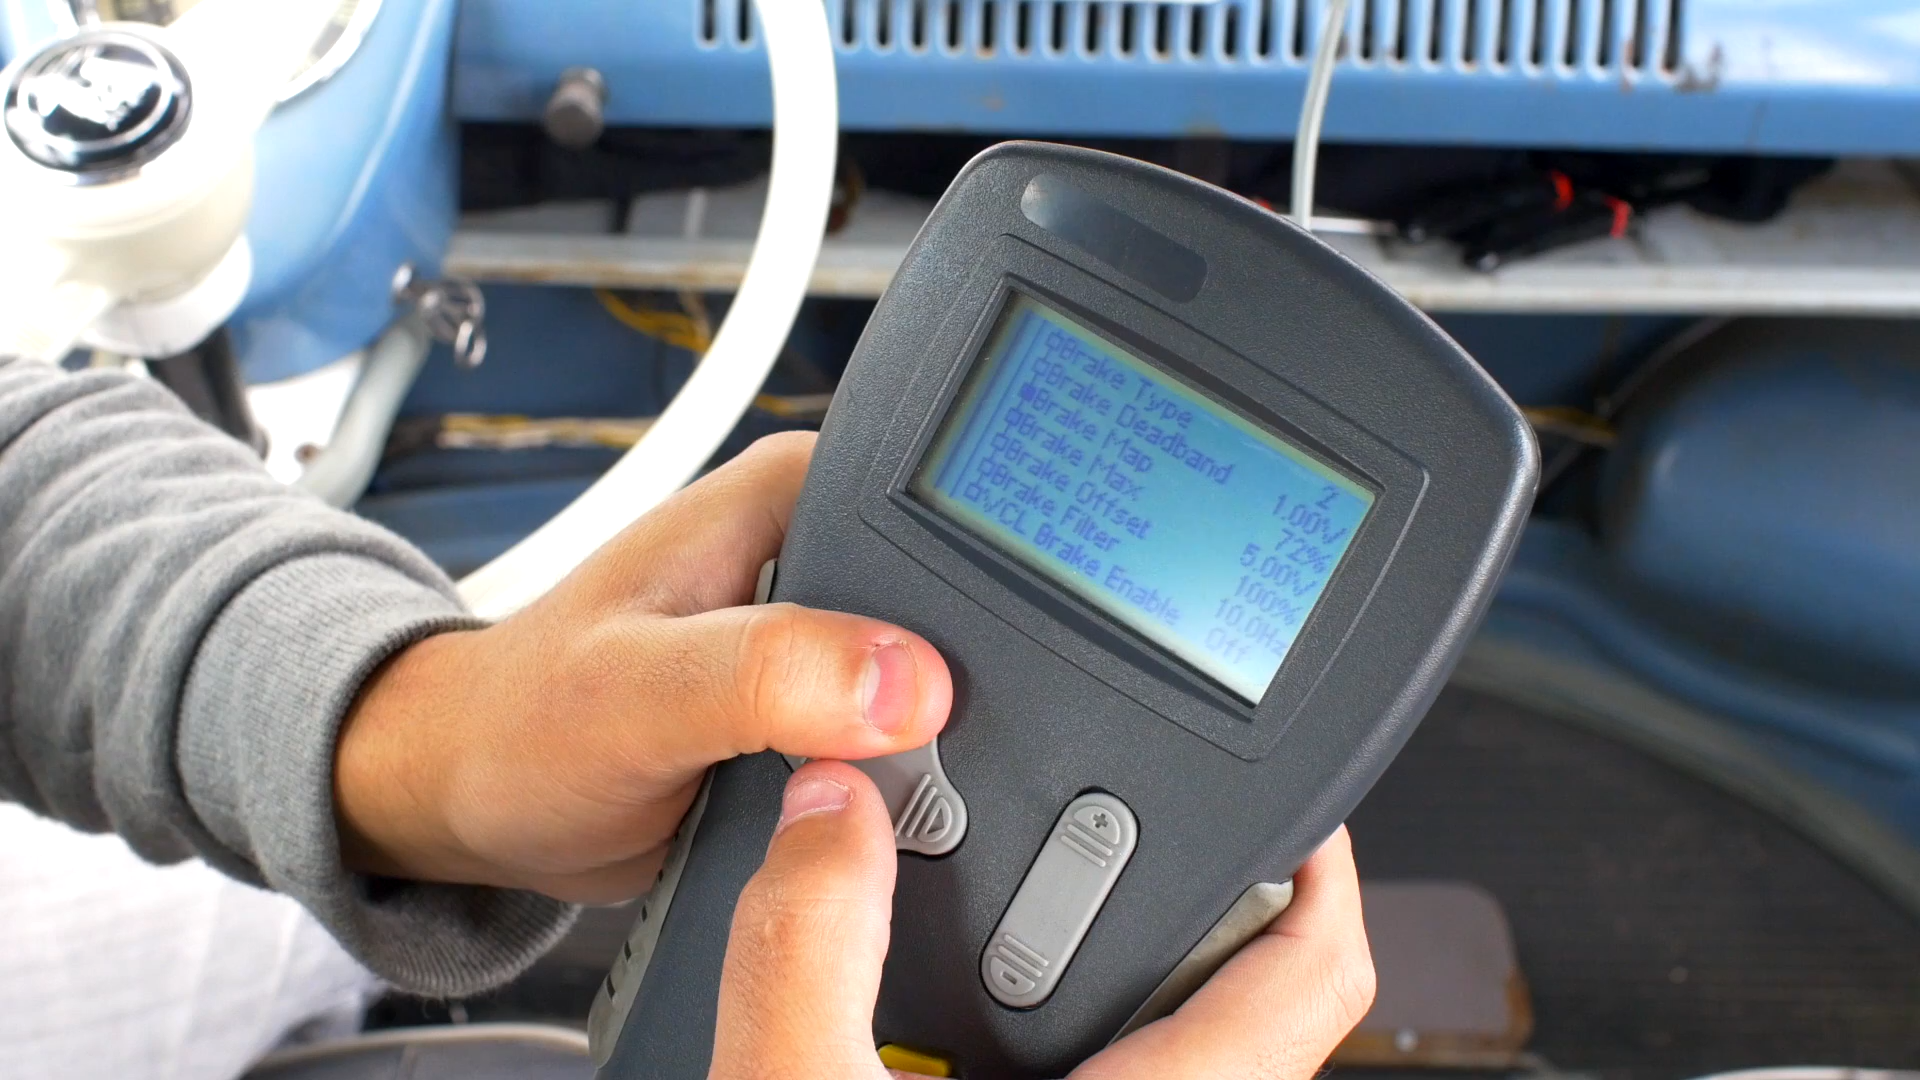 Brake Type 2
Brake Deadband 1.00V
Brake Map 72%
Brake Max 5.00V
Brake Offset 100%
Brake Filter 10.0Hz
VCL Brake Enable Off
+
-